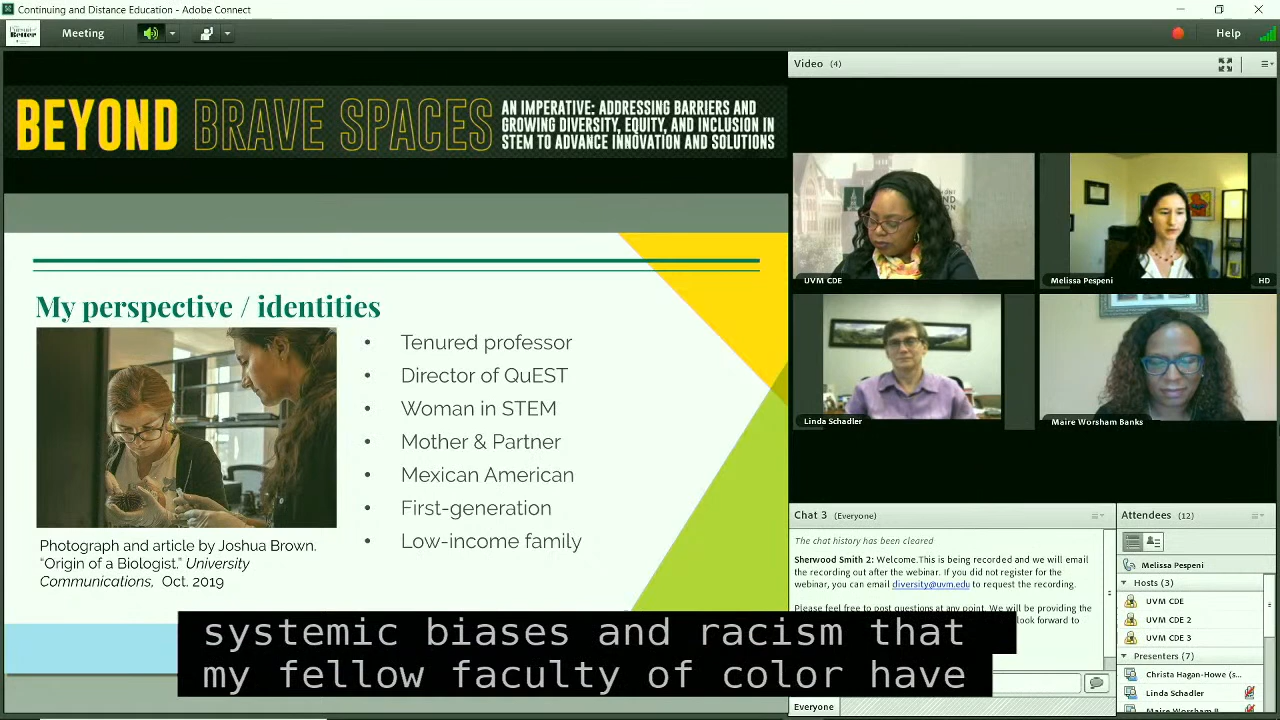 Continuing and Distance Education - Adobe Connect
Meeting
Help
BEYOND BRAVE SPACES
AN IMPERATIVE: ADDRESSING BARRIERS AND
GROWING DIVERSITY, EQUITY, AND INCLUSION IN
STEM TO ADVANCE INNOVATION AND SOLUTIONS
My perspective / identities
• Tenured professor
• Director of QuEST
• Woman in STEM
• Mother & Partner
• Mexican American
• First-generation
• Low-income family
Photograph and article by Joshua Brown.
"Origin of a Biologist." University
Communications, Oct. 2019
systemic biases and racism that
my fellow faculty of color have
Video (4)
UVM CDE
Melissa Pespeni
HD
Linda Schadler
Maire Worsham Banks
Chat 3 (Everyone)
The chat history has been cleared
Sherwood Smith 2: Welcome.This is being recorded and we will email
the recording out after the webinar. If you did not register for the
webinar, you can email diversity@uvm.edu to request the recording.
Please feel free to post questions at any point. We will be providing the
look forward to
Everyone
Attendees (12)
Melissa Pespeni
Hosts (3)
UVM CDE
UVM CDE 2
UVM CDE 3
Presenters (7)
Christa Hagan-Howe (s...
Linda Schadler